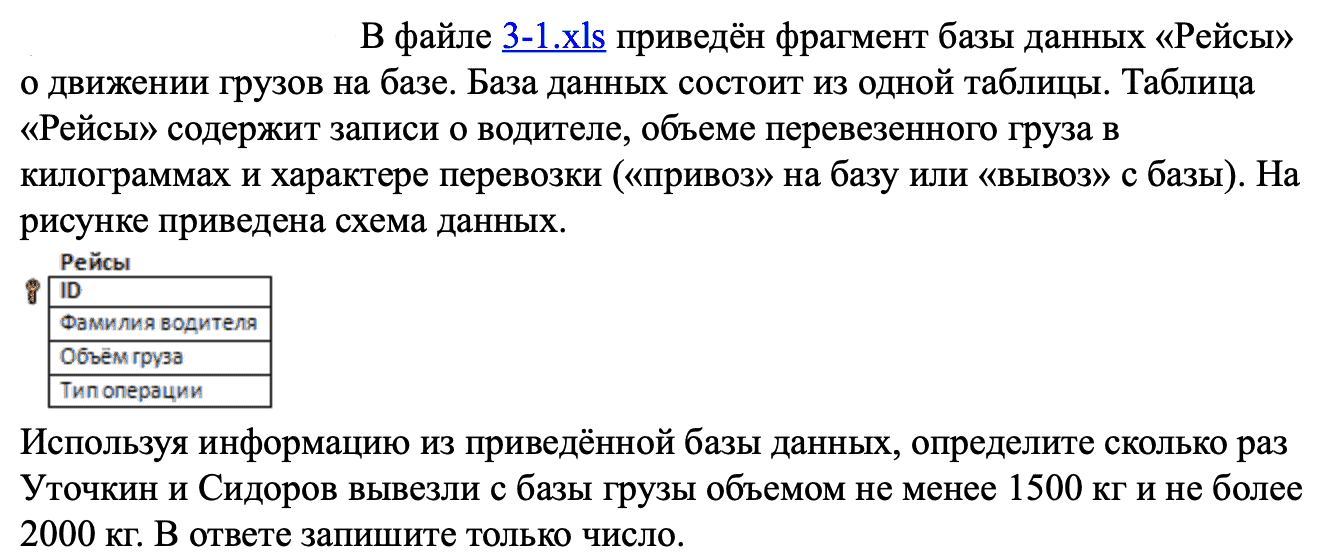 В файле 3-1.xls приведён фрагмент базы данных «Рейсы»
о движении грузов на базе. База данных состоит из одной таблицы. Таблица
«Рейсы» содержит записи о водителе, объеме перевезенного груза в
килограммах и характере перевозки («привоз» на базу или «вывоз» с базы). На
рисунке приведена схема данных.
Рейсы
ID
Фамилия водителя
Объём груза
Тип операции
Используя информацию из приведённой базы данных, определите сколько раз
Уточкин и Сидоров вывезли с базы грузы объемом не менее 1500 кг и не более
2000 кг. В ответе запишите только число.